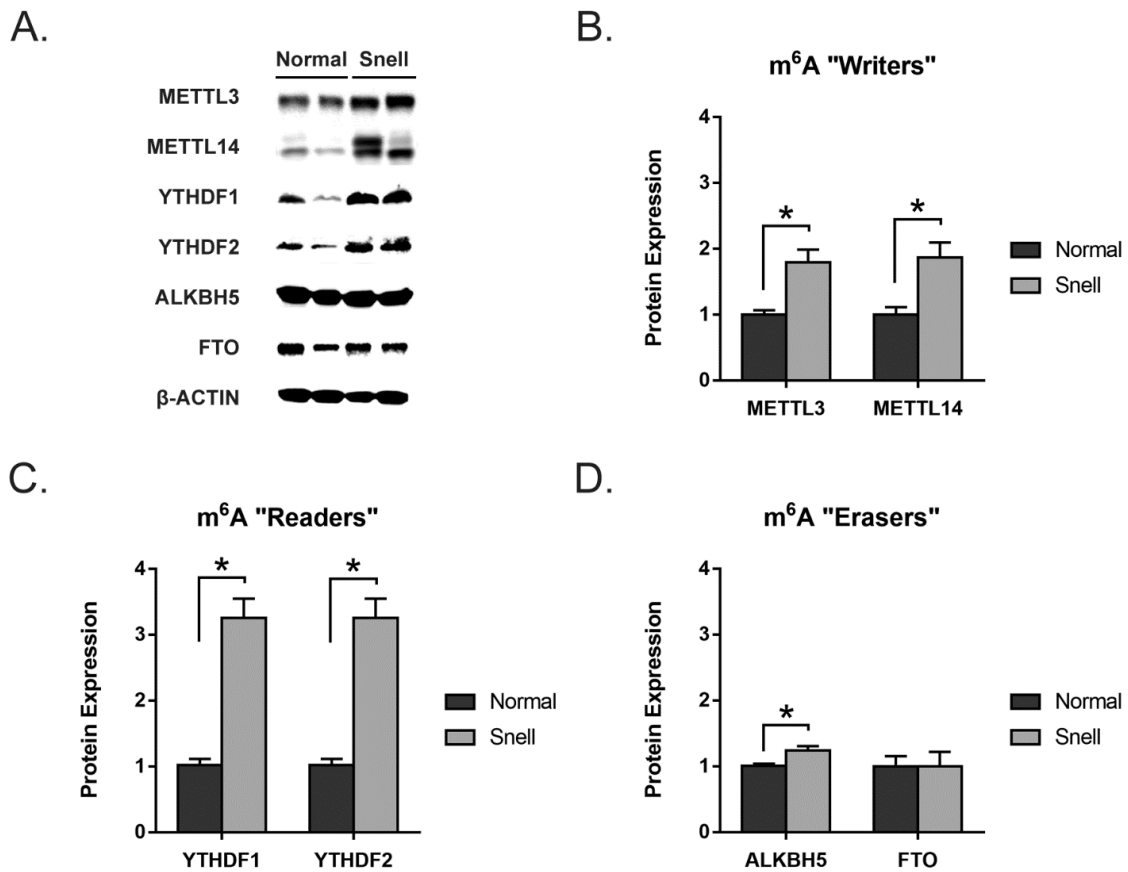 A.
Normal Snell
METTL3
METTL14
YTHDF1
YTHDF2
ALKBH5
FTO
β-ACTIN
B.
m⁶A "Writers"
Protein Expression
4
3
2
1
0
*
*
METTL3 METTL14
Normal
Snell
C.
m⁶A "Readers"
Protein Expression
4
3
2
1
0
*
*
YTHDF1 YTHDF2
Normal
Snell
D.
m⁶A "Erasers"
Protein Expression
4
3
2
1
0
*
ALKBH5 FTO
Normal
Snell